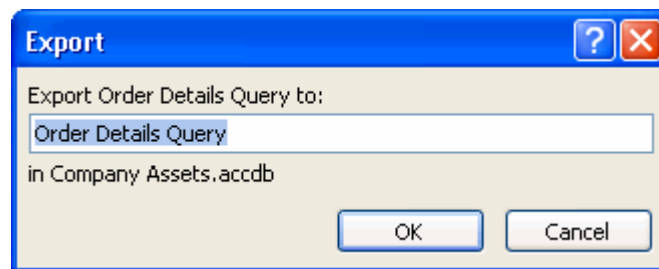 Export
?
Export Order Details Query to:
Order Details Query
in Company Assets.accdb
OK
Cancel